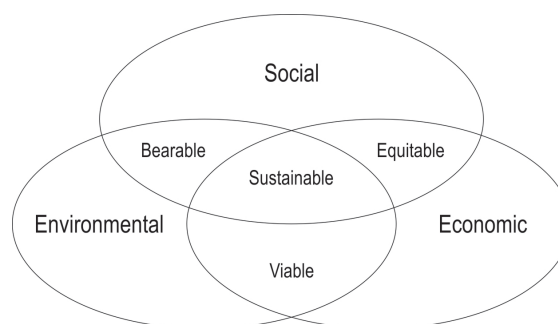 Social
Bearable
Equitable
Sustainable
Environmental
Economic
Viable